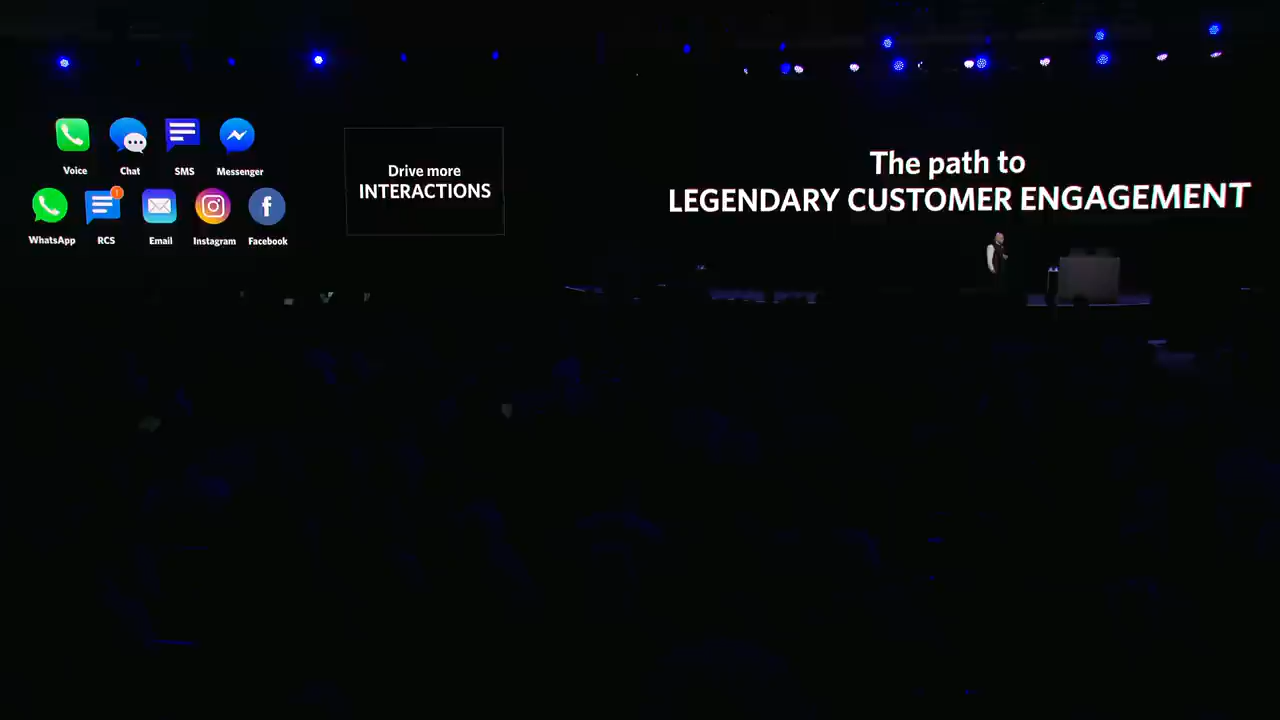 Voice
Chat
SMS
Messenger
WhatsApp
RCS
Email
Instagram
Facebook
Drive more
INTERACTIONS
The path to
LEGENDARY CUSTOMER ENGAGEMENT